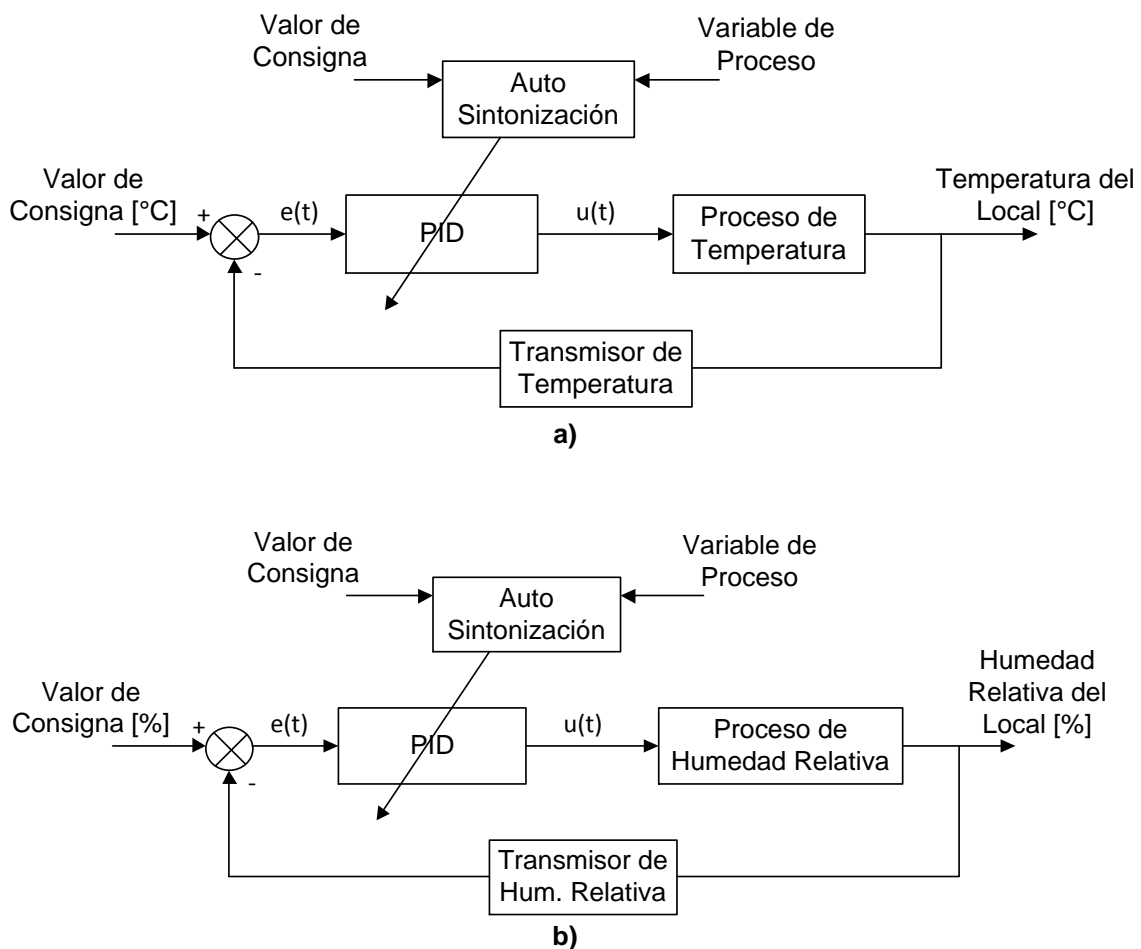 Valor de
Consigna
Variable de
Proceso
Auto
Sintonización
Valor de
Consigna [°C]
+
-
e(t)
PID
u(t)
Proceso de
Temperatura
Temperatura del
Local [°C]
Transmisor de
Temperatura
a)
Valor de
Consigna
Variable de
Proceso
Auto
Sintonización
Valor de
Consigna [%]
+
-
e(t)
PID
u(t)
Proceso de
Humedad Relativa
Humedad
Relativa del
Local [%]
Transmisor de
Hum. Relativa
b)